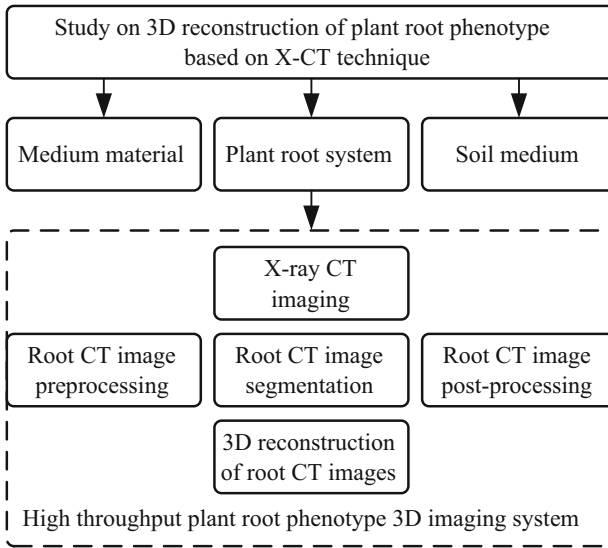 Study on 3D reconstruction of plant root phenotype
based on X-CT technique
Medium material
Plant root system
Soil medium
X-ray CT
imaging
Root CT image
preprocessing
Root CT image
segmentation
Root CT image
post-processing
3D reconstruction
of root CT images
High throughput plant root phenotype 3D imaging system